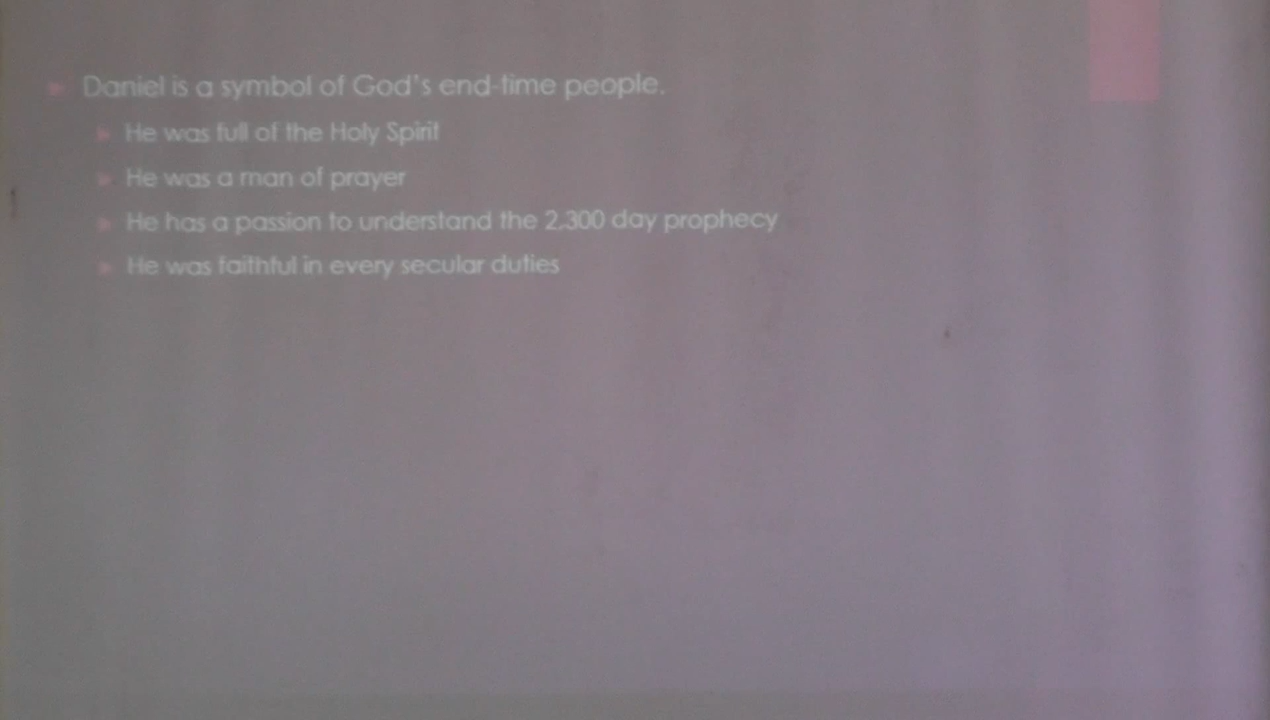 Daniel is a symbol of God's end-time people.
He was full of the Holy Spirit
He was a man of prayer
He has a passion to understand the 2,300 day prophecy
He was faithful in every secular duties